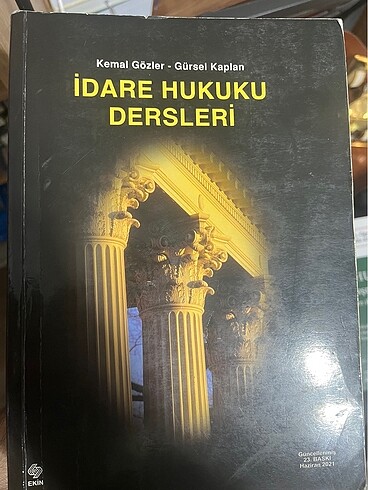 Kemal Gözler - Gürsel Kaplan
İDARE HUKUKU
DERSLERİ
Güncellenmiş
23. BASKI
Haziran 2021
EKİN